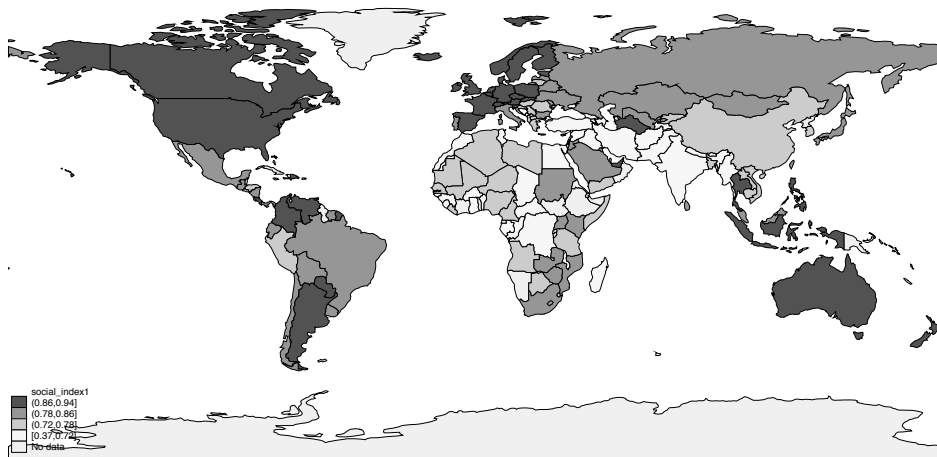 social_index1
(0.86,0.94]
(0.78,0.86]
(0.72,0.78]
[0.37,0.72]
No data